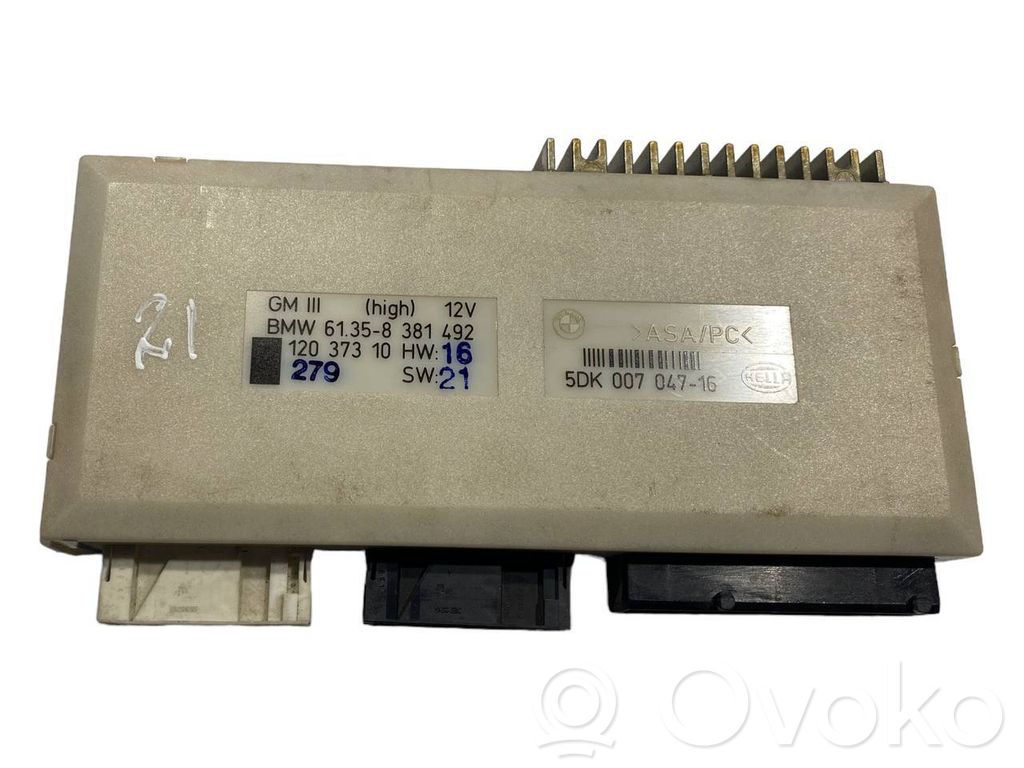 21
GM III (high) 12V
BMW 61.35-8 381 492
120 373 10 HW: 16
279 SW: 21
>ASA/PC<
5DK 007 047-16 HELLA
Ovoko